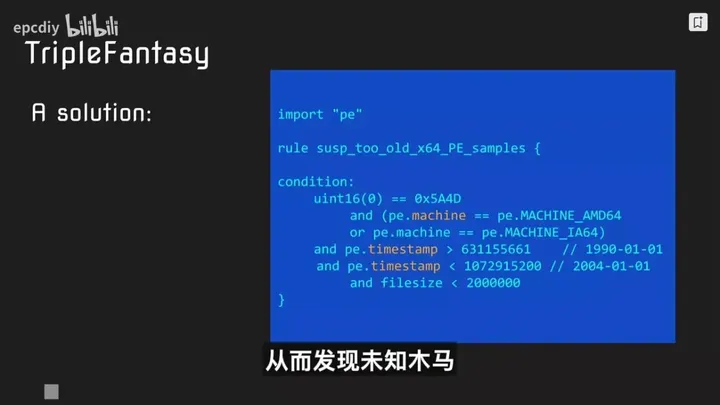 epcdiy bilibili
TripleFantasy
A solution:
import "pe"
rule susp_too_old_x64_PE_samples {
condition:
uint16(0) == 0x5A4D
and (pe.machine == pe.MACHINE_AMD64
or pe.machine == pe.MACHINE_IA64)
and pe.timestamp > 631155661 // 1990-01-01
and pe.timestamp < 1072915200 // 2004-01-01
and filesize < 2000000
}
从而发现未知木马